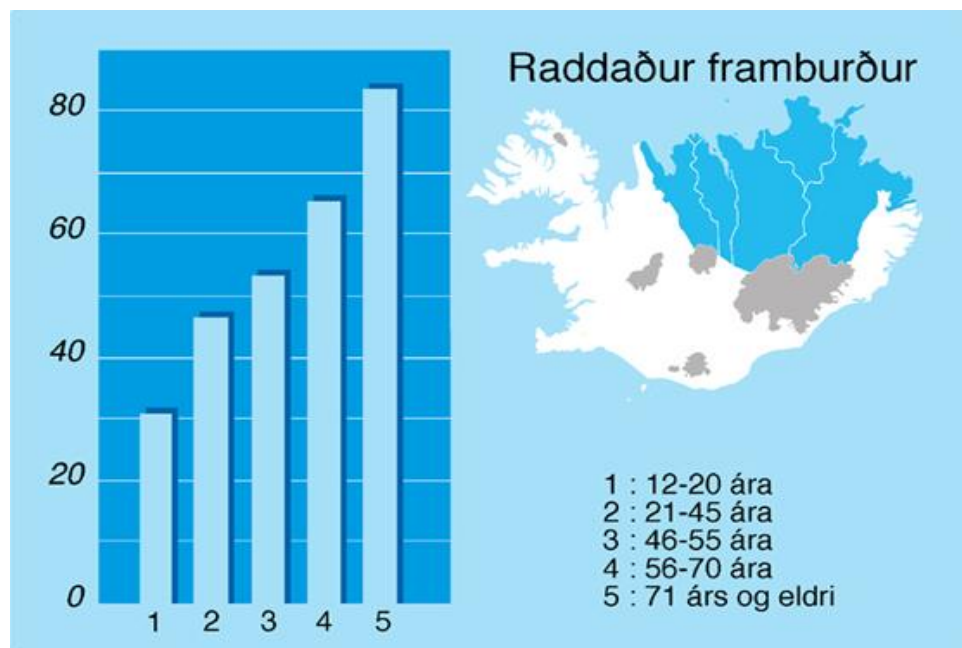 Raddaður framburður
80
60
40
20
0
1 2 3 4 5
1 : 12-20 ára
2 : 21-45 ára
3 : 46-55 ára
4 : 56-70 ára
5 : 71 árs og eldri